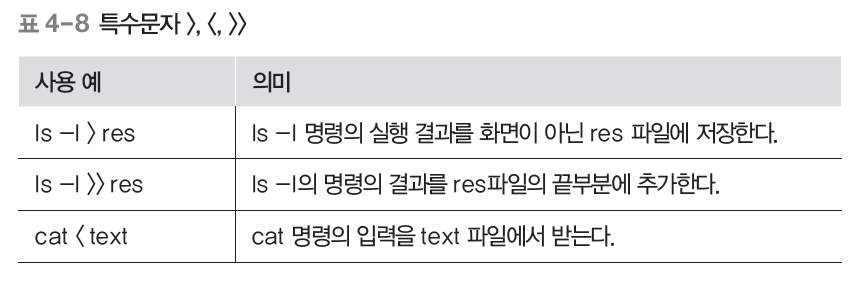 표 4-8 특수문자 〉, 〈, 〉〉
사용 예 의미
ls -l 〉 res ls -l 명령의 실행 결과를 화면이 아닌 res 파일에 저장한다.
ls -l 〉〉 res ls -l의 명령의 결과를 res파일의 끝부분에 추가한다.
cat 〈 text cat 명령의 입력을 text 파일에서 받는다.